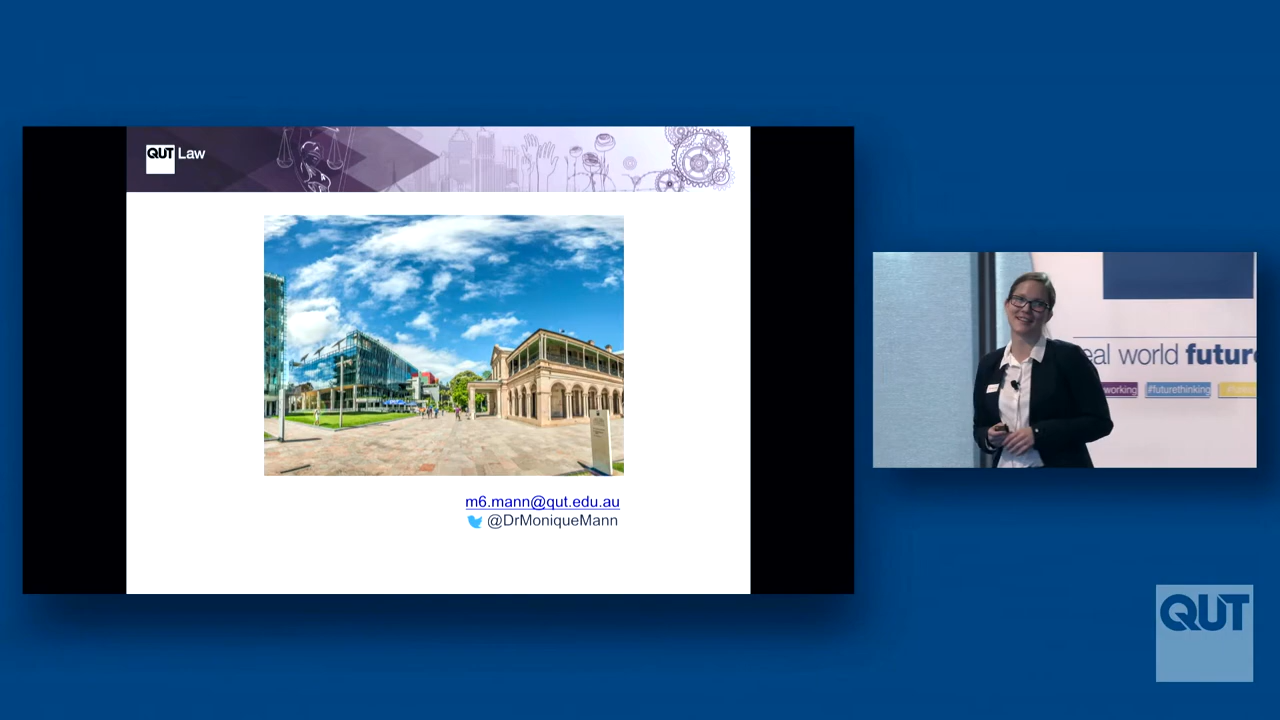 QUT Law
m6.mann@qut.edu.au
@DrMoniqueMann
eal world future
working
#futurethinking
QUT